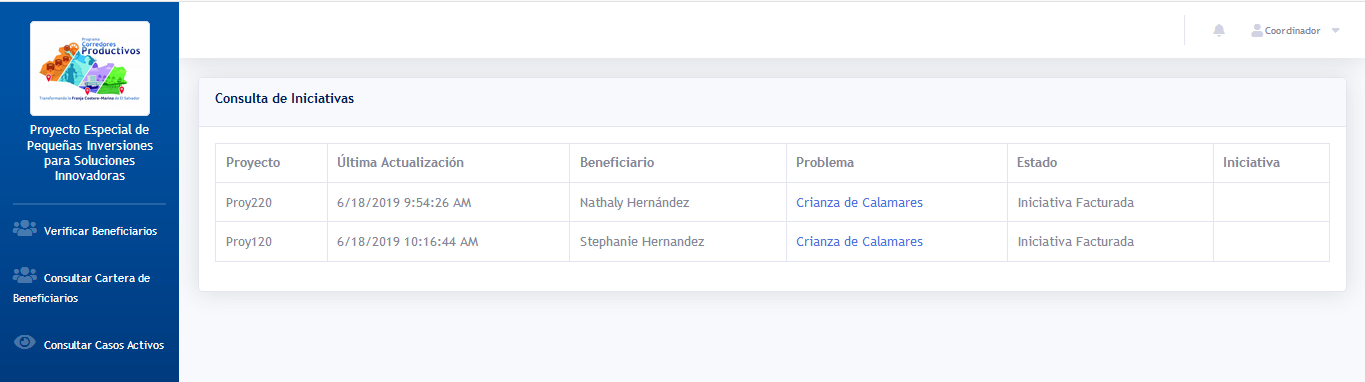 Programa
Corredores
Productivos
Transformando la Franja Costero-Marina de El Salvador
Proyecto Especial de
Pequeñas Inversiones
para Soluciones
Innovadoras
Verificar Beneficiarios
Consultar Cartera de
Beneficiarios
Consultar Casos Activos
Coordinador
Consulta de Iniciativas
Proyecto Última Actualización Beneficiario Problema Estado Iniciativa
Proy220 6/18/2019 9:54:26 AM Nathaly Hernández Crianza de Calamares Iniciativa Facturada
Proy120 6/18/2019 10:16:44 AM Stephanie Hernandez Crianza de Calamares Iniciativa Facturada